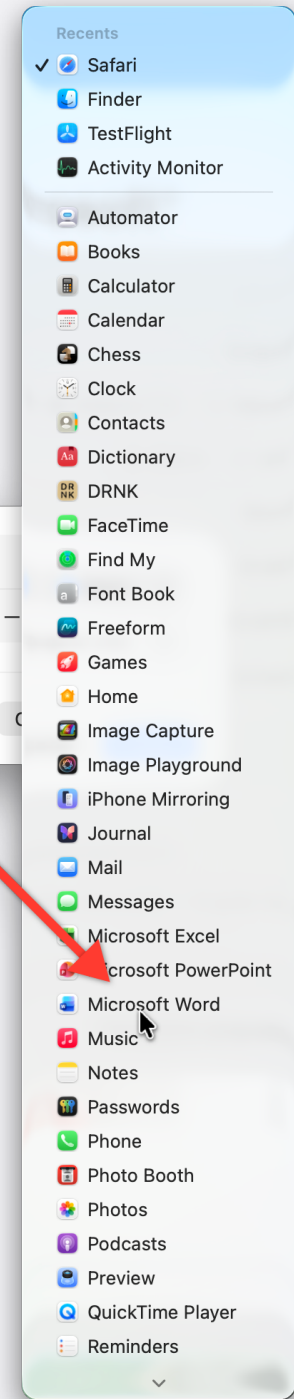 Recents
Safari
Finder
TestFlight
Activity Monitor
Automator
Books
Calculator
Calendar
Chess
Clock
Contacts
Dictionary
DRNK
FaceTime
Find My
Font Book
Freeform
Games
Home
Image Capture
Image Playground
iPhone Mirroring
Journal
Mail
Messages
Microsoft Excel
Microsoft PowerPoint
Microsoft Word
Music
Notes
Passwords
Phone
Photo Booth
Photos
Podcasts
Preview
QuickTime Player
Reminders